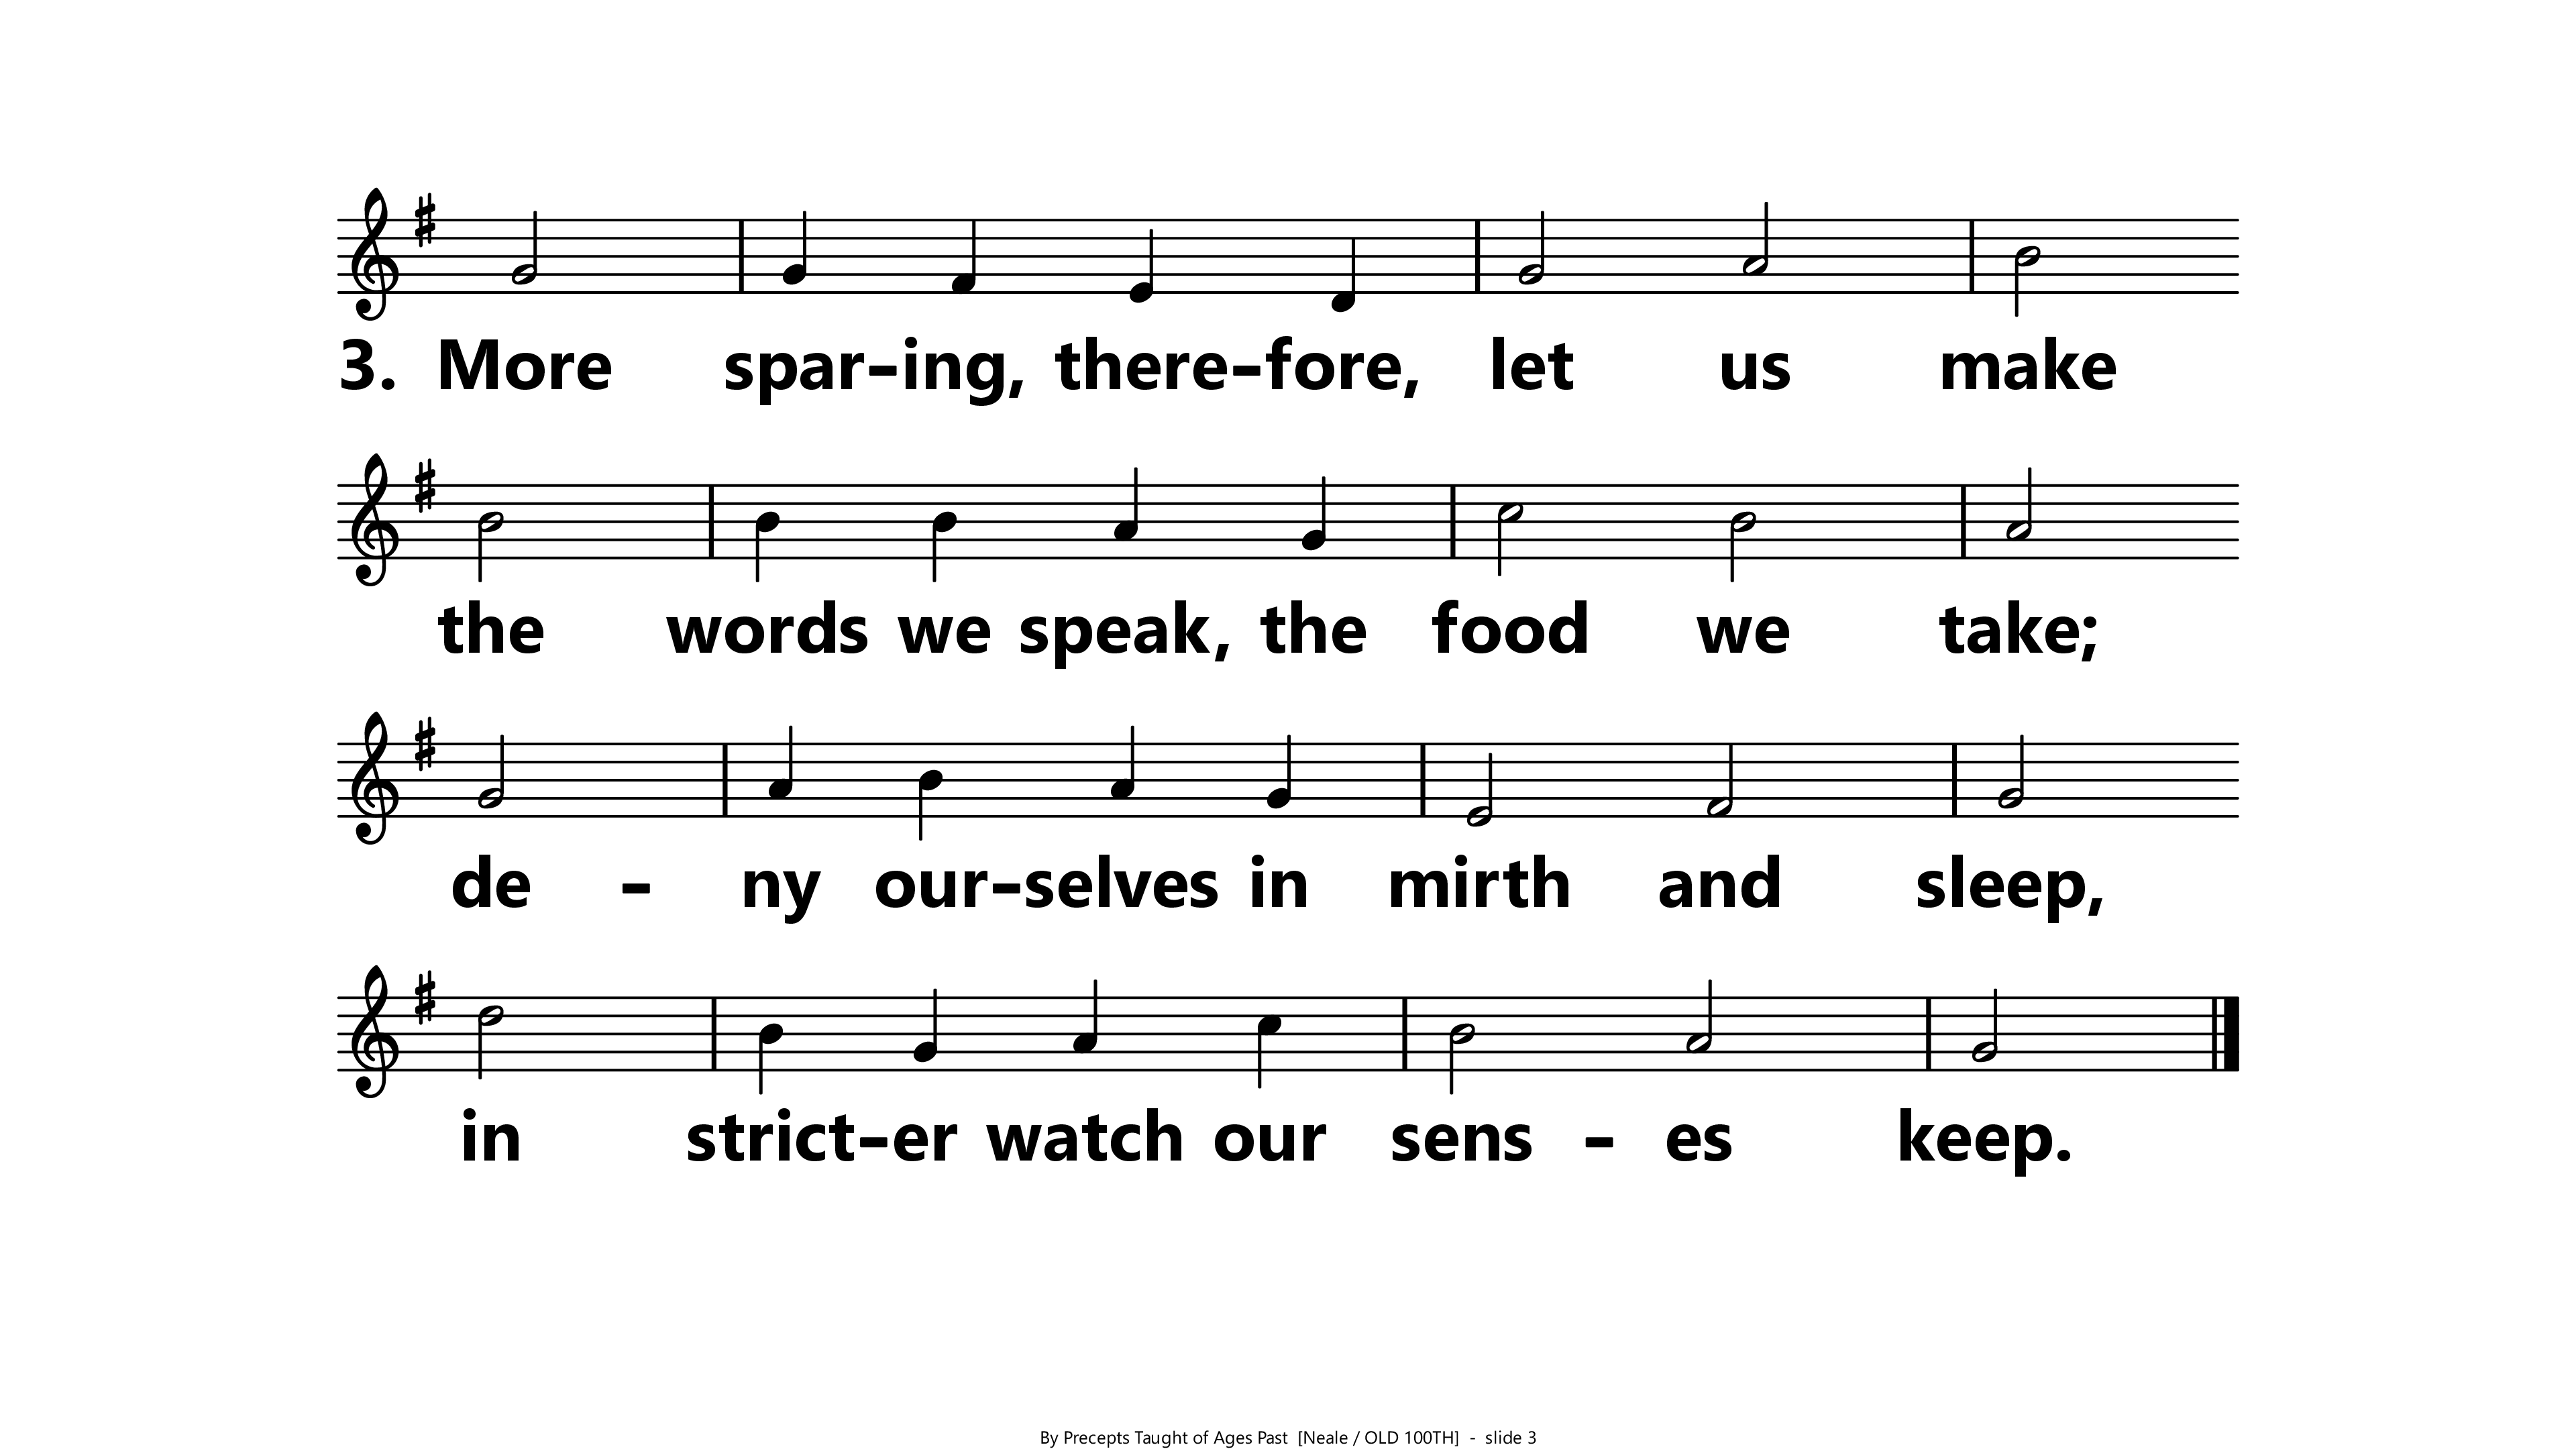 3. More spar-ing, there-fore, let us make
the words we speak, the food we take;
de - ny our-selves in mirth and sleep,
in strict-er watch our sens - es keep.
By Precepts Taught of Ages Past [Neale / OLD 100TH] - slide 3